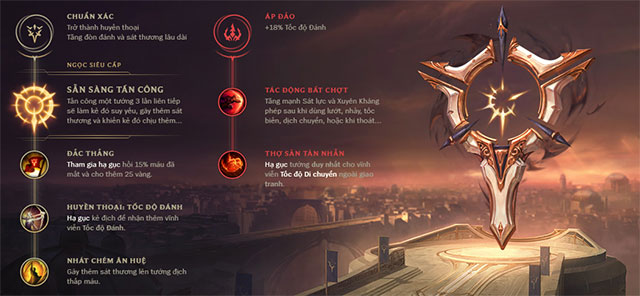 CHUẨN XÁC
Trở thành huyền thoại
Tăng đòn đánh và sát thương lâu dài
NGỌC SIÊU CẤP
SẴN SÀNG TẤN CÔNG
Tấn công một tướng 3 lần liên tiếp
sẽ làm kẻ đó suy yếu, gây thêm sát
thương và khiến kẻ đó chịu thêm...
ĐẮC THẮNG
Tham gia hạ gục hồi 15% máu đã
mất và cho thêm 25 vàng.
HUYỀN THOẠI: TỐC ĐỘ ĐÁNH
Hạ gục kẻ địch để nhận thêm vĩnh
viễn Tốc độ Đánh.
NHÁT CHÉM ÂN HUỆ
Gây thêm sát thương lên tướng địch
thấp máu.
ÁP ĐẢO
+18% Tốc độ Đánh
TÁC ĐỘNG BẤT CHỢT
Tăng mạnh Sát lực và Xuyên Kháng
phép sau khi dùng lướt, nhảy, tốc
biến, dịch chuyển, hoặc khi thoát...
THỢ SĂN TÀN NHẪN
Hạ gục tướng duy nhất cho vĩnh
viễn Tốc độ Di chuyển ngoài giao
tranh.